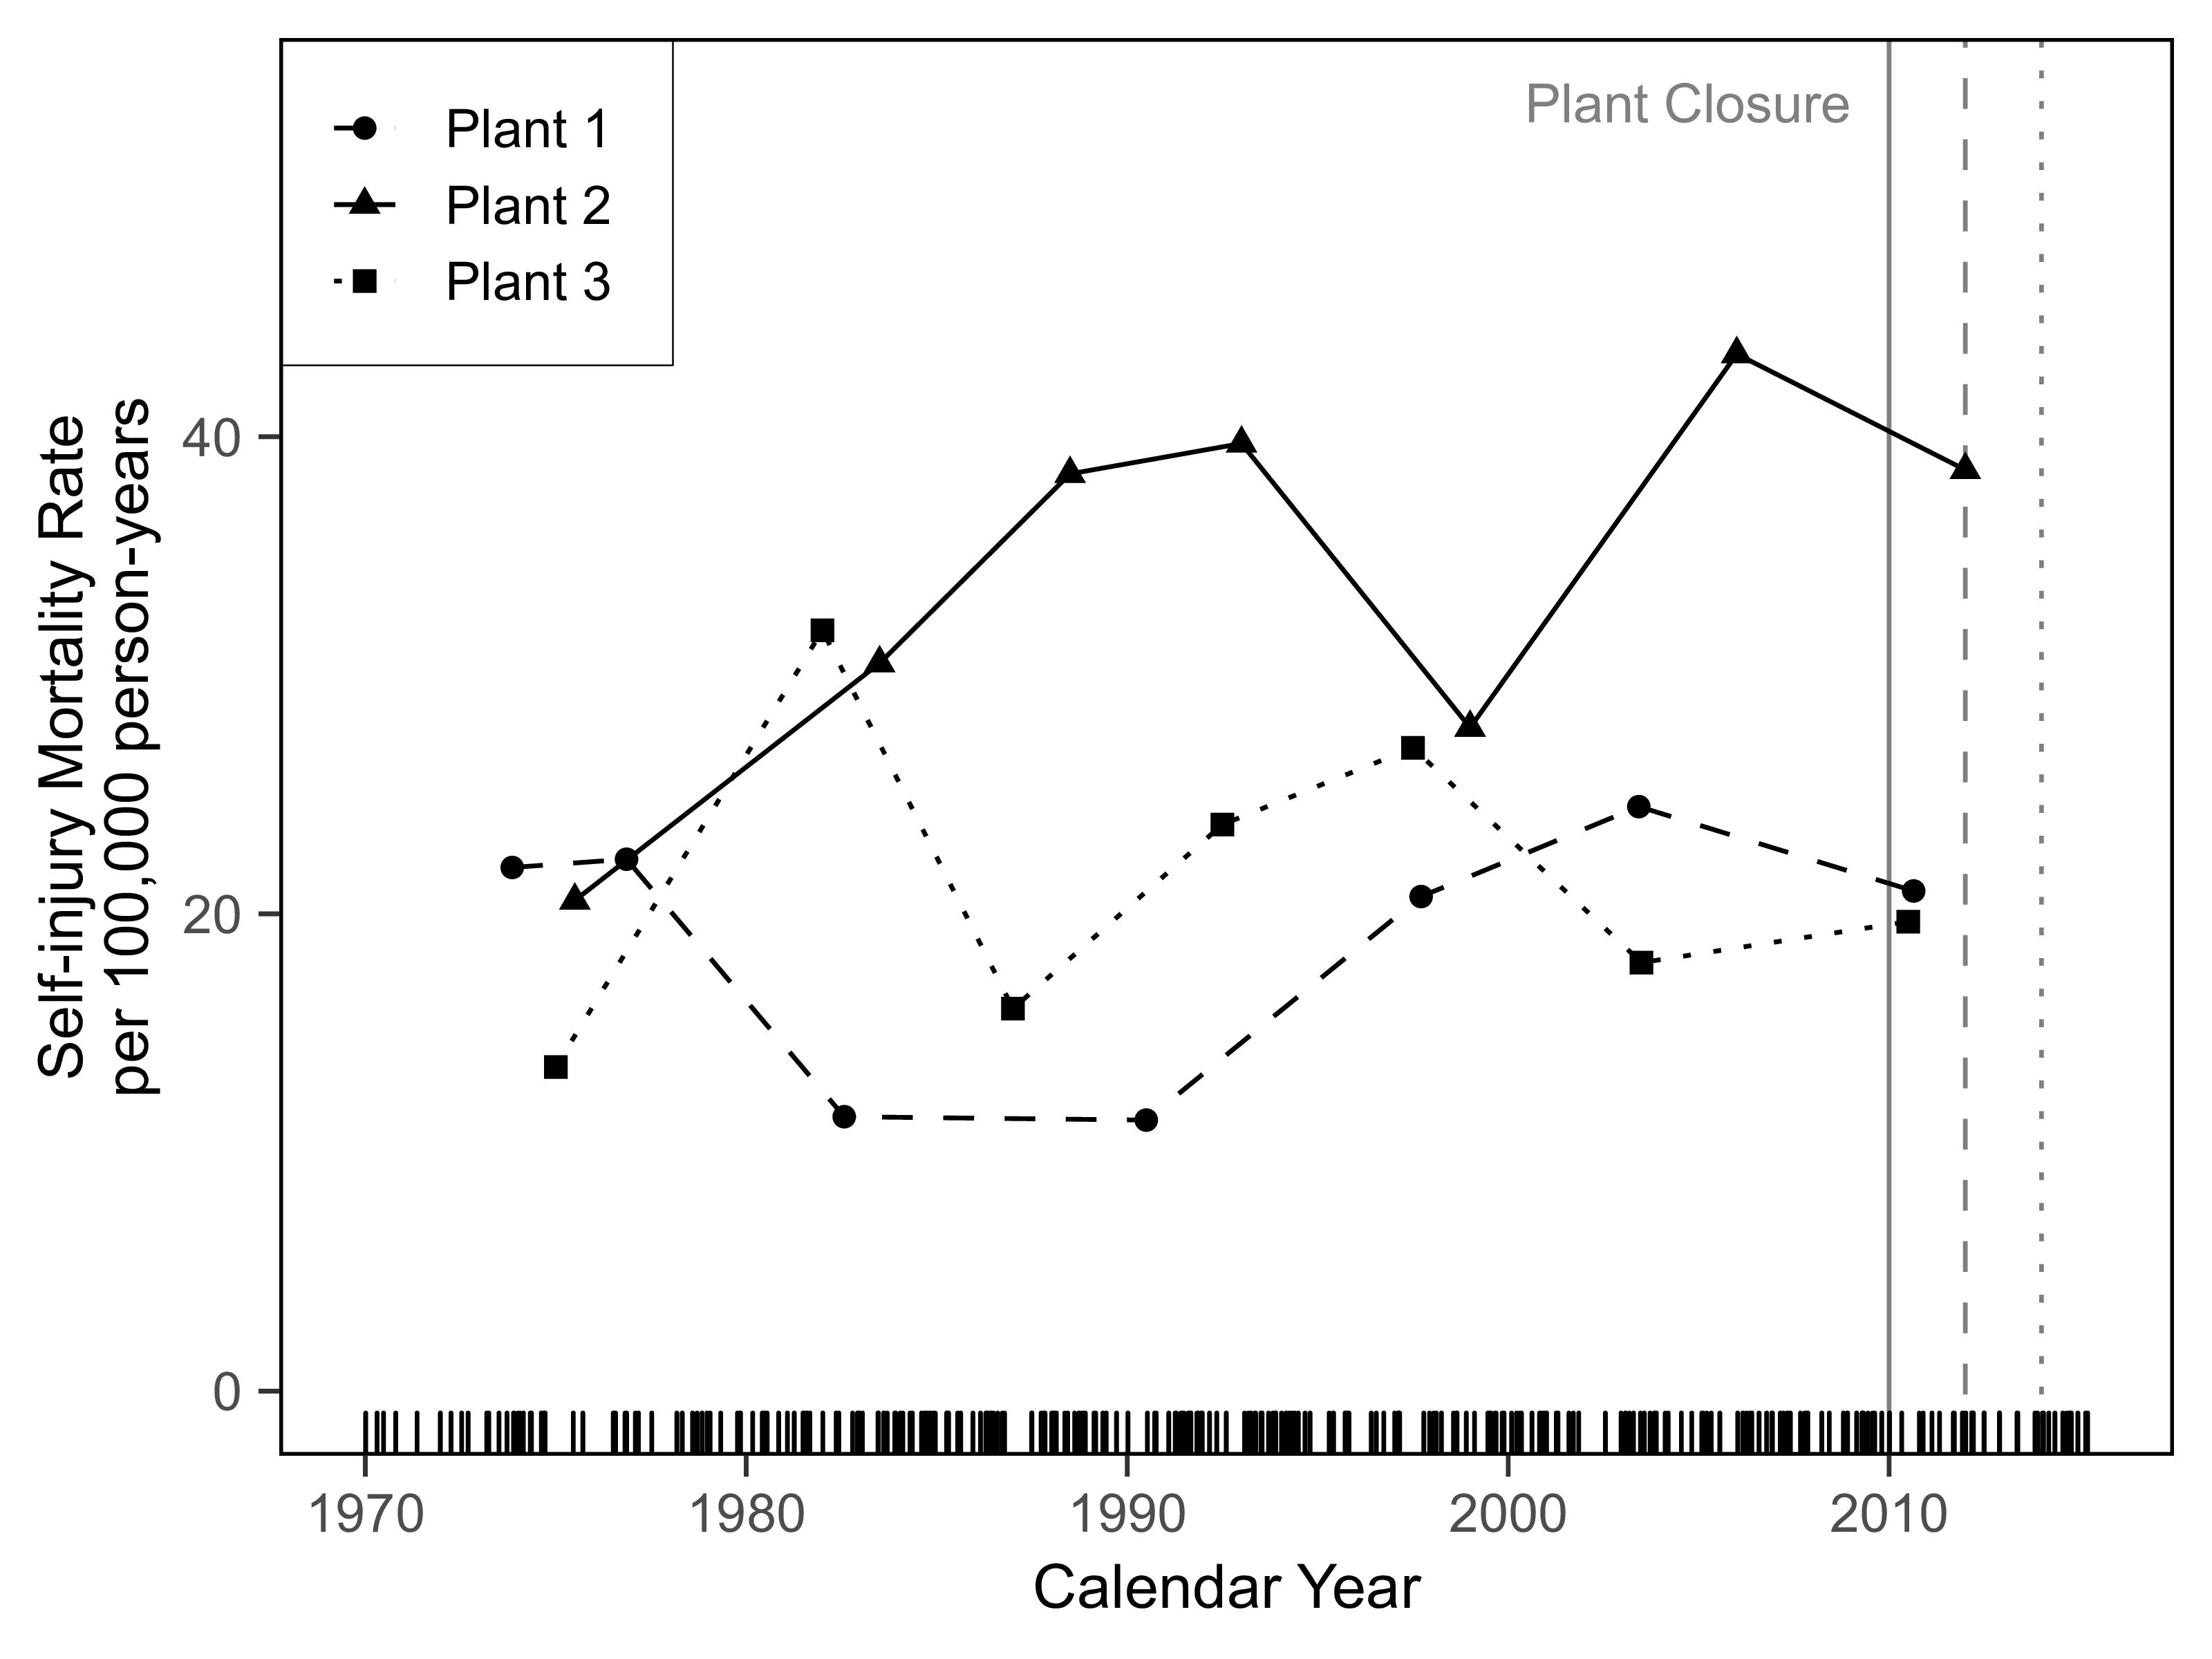 Plant Closure
Plant 1
Plant 2
Plant 3
Self-injury Mortality Rate
per 100,000 person-years
40
20
0
1970 1980 1990 2000 2010
Calendar Year